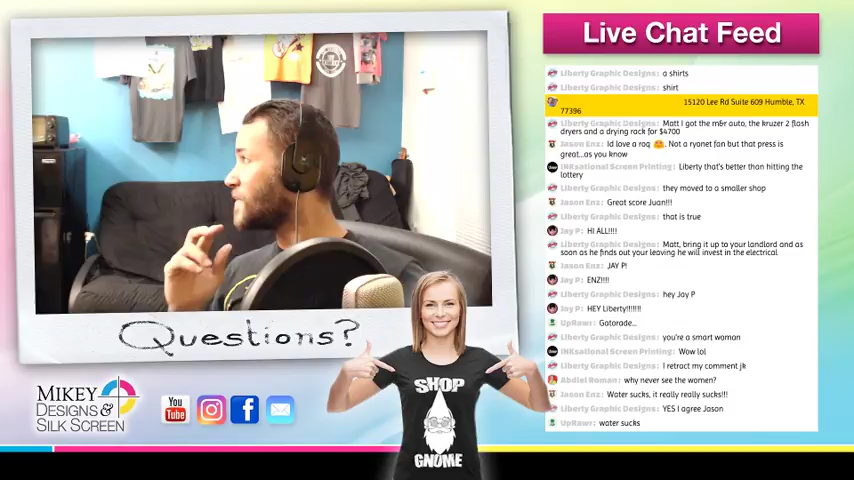 Live Chat Feed
Liberty Graphic Designs: a shirts
Liberty Graphic Designs: shirt
15120 Lee Rd Suite 609 Humble, TX
77396
Liberty Graphic Designs: Matt I got the m&r auto, the kruzer 2 flash
dryers and a drying rack for $4700
Jason Enz: Id love a roq 🤗. Not a ryonet fan but that press is
great...as you know
INKsational Screen Printing: Liberty that's better than hitting the
lottery
Liberty Graphic Designs: they moved to a smaller shop
Jason Enz: Great score Juan!!!
Liberty Graphic Designs: that is true
Jay P: HI ALL!!!!
Liberty Graphic Designs: Matt, bring it up to your landlord and as
soon as he finds out your leaving he will invest in the electrical
Jason Enz: JAY P!
Jay P: ENZ!!!!
Liberty Graphic Designs: hey Jay P
Jay P: HEY Liberty!!!!!!!
UpRawr: Gatorade...
Liberty Graphic Designs: you're a smart woman
INKsational Screen Printing: Wow lol
Liberty Graphic Designs: I retract my comment jk
Abdiel Roman: why never see the women?
Jason Enz: Water sucks, it really really sucks!!!
Liberty Graphic Designs: YES I agree Jason
UpRawr: water sucks
Questions?
MIKEY
DESIGNS &
SILK SCREEN
You
Tube
SHOP
GNOME